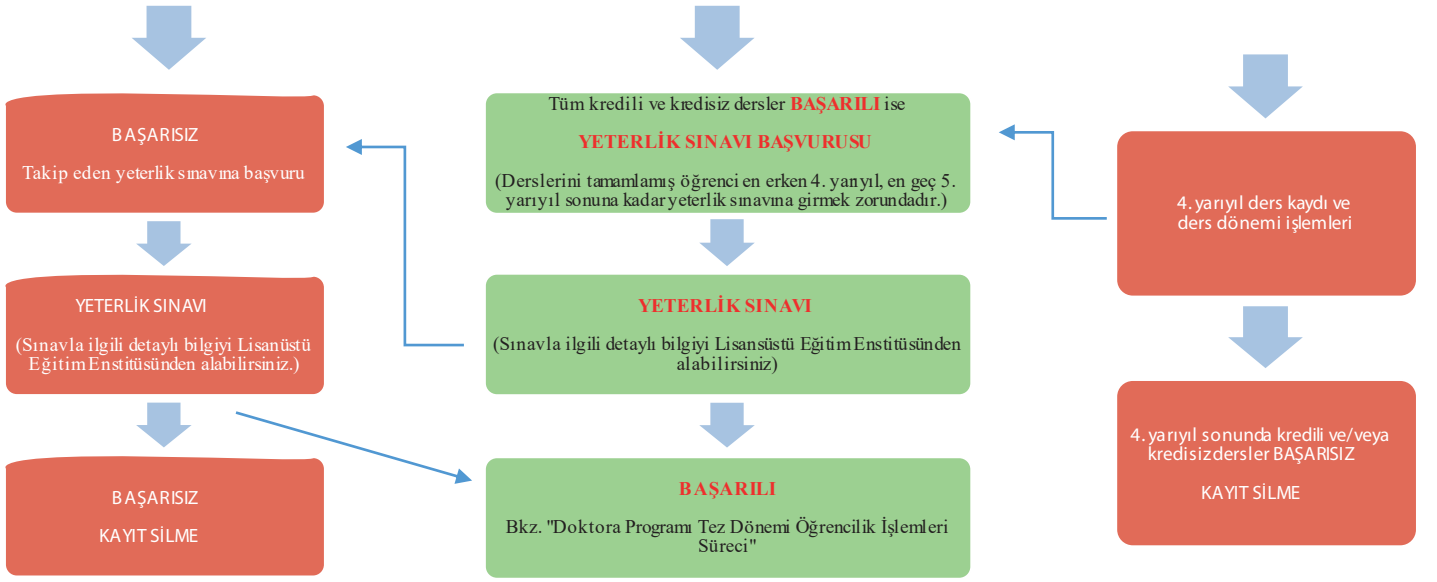 BAŞARISIZ
Takip eden yeterlik sınavına başvuru
YETERLİK SINAVI
(Sınavla ilgili detaylı bilgiyi Lisanüstü
Eğitim Enstitüsünden alabilirsiniz.)
BAŞARISIZ
KAYIT SİLME
Tüm kredili ve kredisiz dersler BAŞARILI ise
YETERLİK SINAVI BAŞVURUSU
(Derslerini tamamlamış öğrenci en erken 4. yarıyıl, en geç 5.
yarıyıl sonuna kadar yeterlik sınavına girmek zorundadır.)
YETERLİK SINAVI
(Sınavla ilgili detaylı bilgiyi Lisansüstü Eğitim Enstitüsünden
alabilirsiniz)
BAŞARILI
Bkz. "Doktora Programı Tez Dönemi Öğrencilik İşlemleri
Süreci"
4. yarıyıl ders kaydı ve
ders dönemi işlemleri
4. yarıyıl sonunda kredili ve/veya
kredisiz dersler BAŞARISIZ
KAYIT SİLME